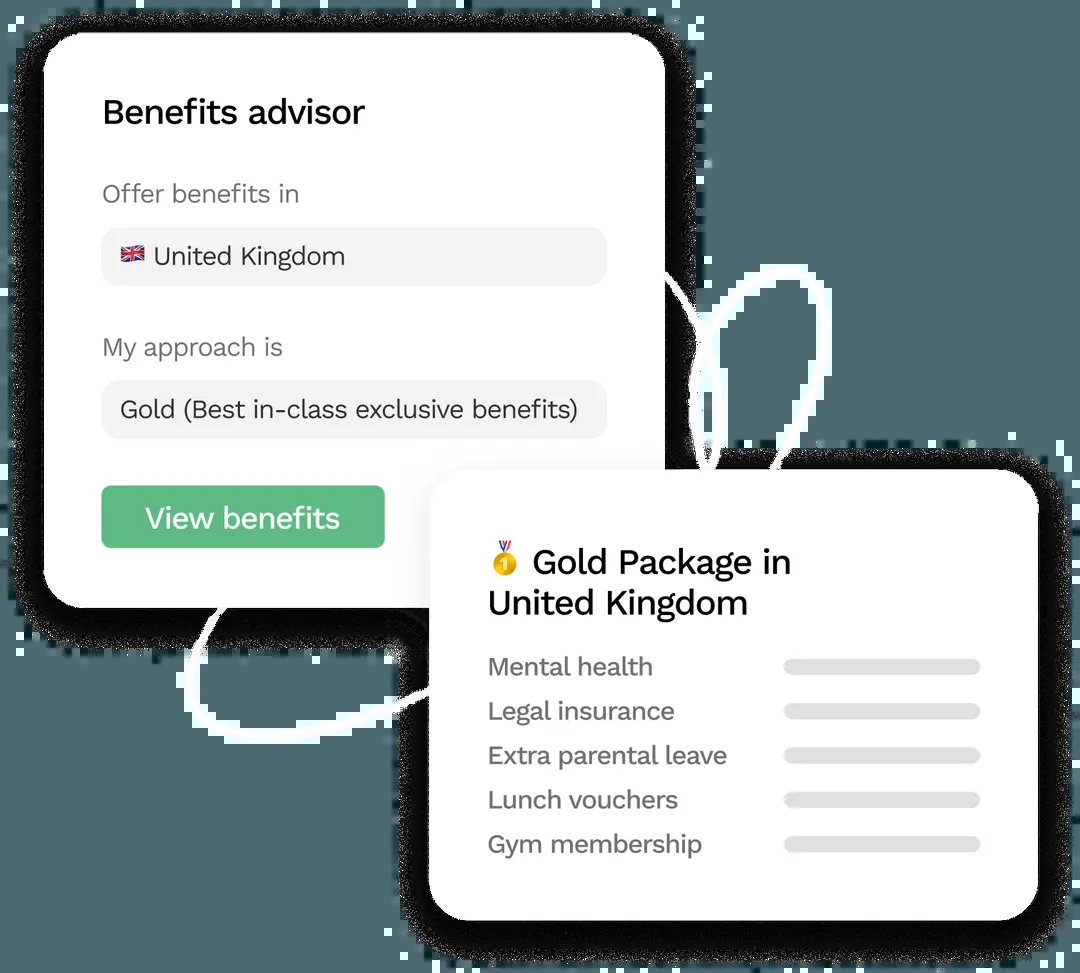 Benefits advisor
Offer benefits in
🇬🇧 United Kingdom
My approach is
Gold (Best in-class exclusive benefits)
View benefits
🥇 Gold Package in
United Kingdom
Mental health
Legal insurance
Extra parental leave
Lunch vouchers
Gym membership